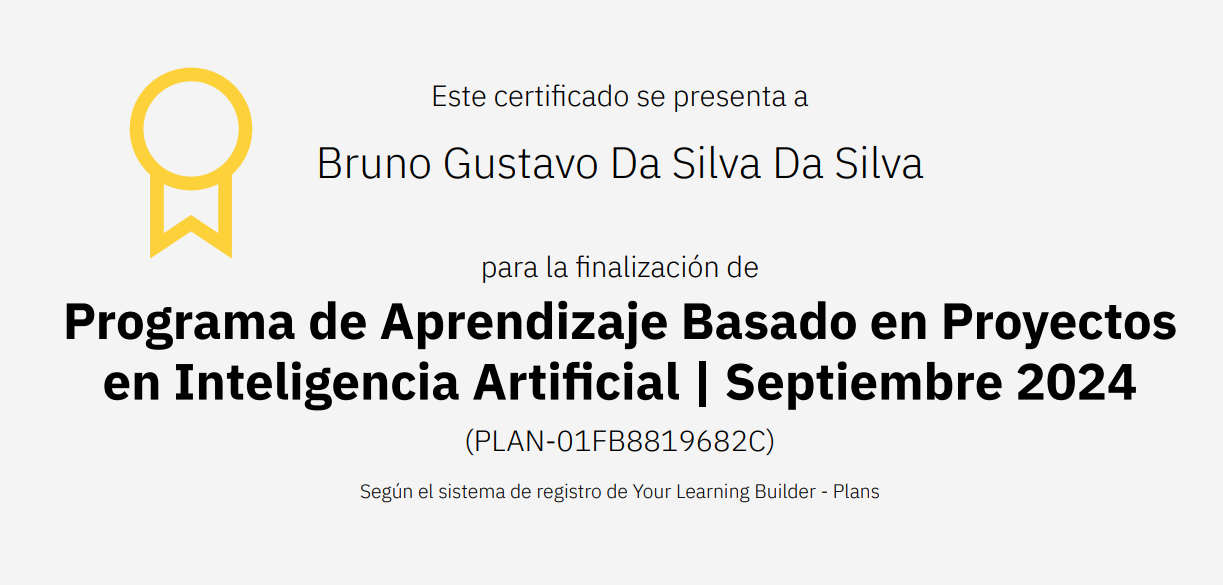 Este certificado se presenta a
Bruno Gustavo Da Silva Da Silva
para la finalización de
Programa de Aprendizaje Basado en Proyectos
en Inteligencia Artificial | Septiembre 2024
(PLAN-01FB8819682C)
Según el sistema de registro de Your Learning Builder - Plans